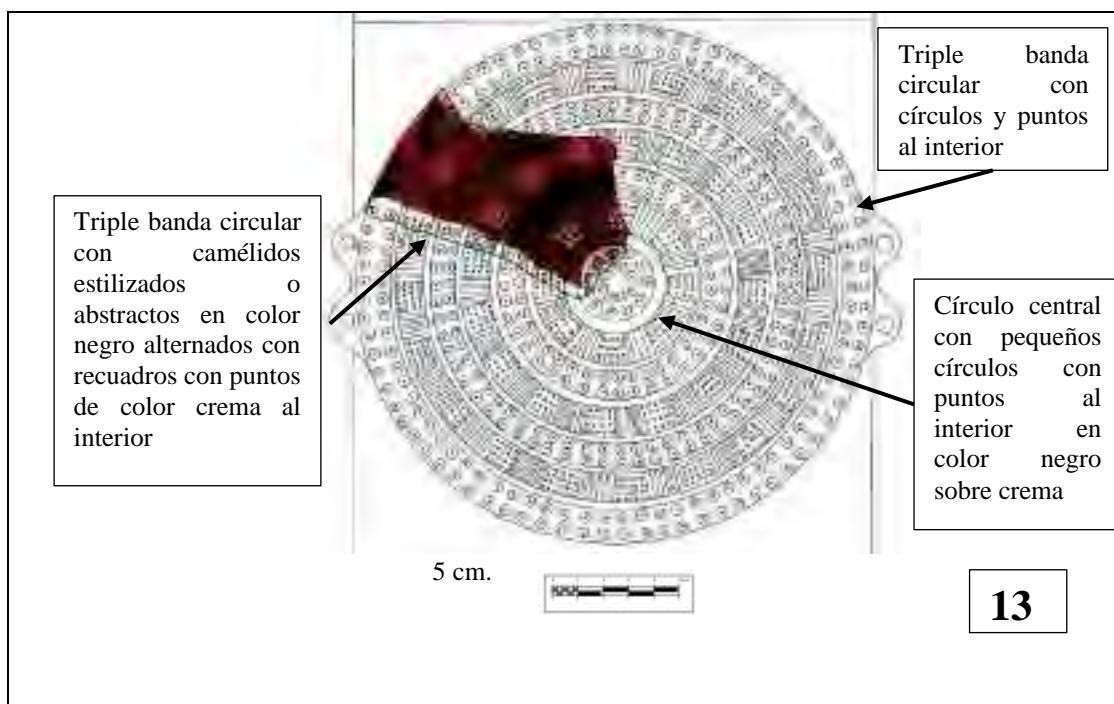 Triple banda
circular con
círculos y puntos
al interior
Triple banda circular
con camélidos
estilizados o
abstractos en color
negro alternados con
recuadros con puntos
de color crema al
interior
Círculo central
con pequeños
círculos con
puntos al
interior en
color negro
sobre crema
5 cm.
13